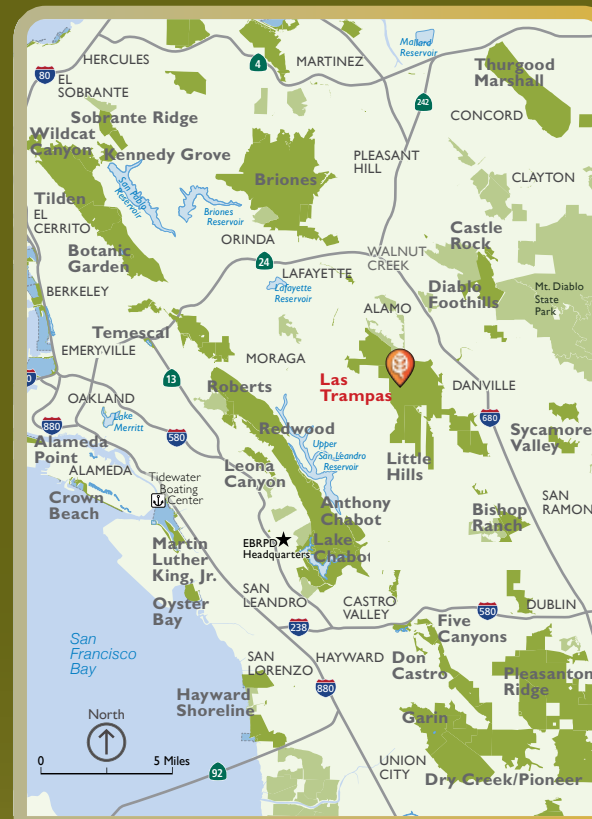 Mallard
Reservoir
HERCULES
4
MARTINEZ
Thurgood
Marshall
80
EL
SOBRANTE
242
Sobrante Ridge
CONCORD
Wildcat
Canyon
Kennedy Grove
PLEASANT
HILL
San Pablo
Reservoir
Briones
CLAYTON
Tilden
EL
CERRITO
Briones
Reservoir
Castle
Rock
ORINDA
Botanic
Garden
24
WALNUT
CREEK
LAFAYETTE
Lafayette
Reservoir
Diablo
Foothills
Mt. Diablo
State
Park
BERKELEY
ALAMO
Temescal
EMERYVILLE
MORAGA
13
Roberts
Las
Trampas
DANVILLE
0
OAKLAND
Lake
Merritt
880
580
680
Redwood
Sycamore
Valley
Alameda
Point
Upper
San Leandro
Reservoir
Little
Hills
ALAMEDA
Leona
Canyon
Tidewater
Boating
Center
Crown
Beach
SAN
RAMON
Anthony
Chabot
Bishop
Ranch
EBRPD
Headquarters
Lake
Chabot
Martin
Luther
King, Jr.
SAN
LEANDRO
CASTRO
VALLEY
580
DUBLIN
Oyster
Bay
238
Five
Canyons
San
Francisco
Bay
SAN
LORENZO
HAYWARD
Don
Castro
Pleasanton
Ridge
880
Hayward
Shoreline
North
Garin
0
5 Miles
92
UNION
CITY
Dry Creek/Pioneer